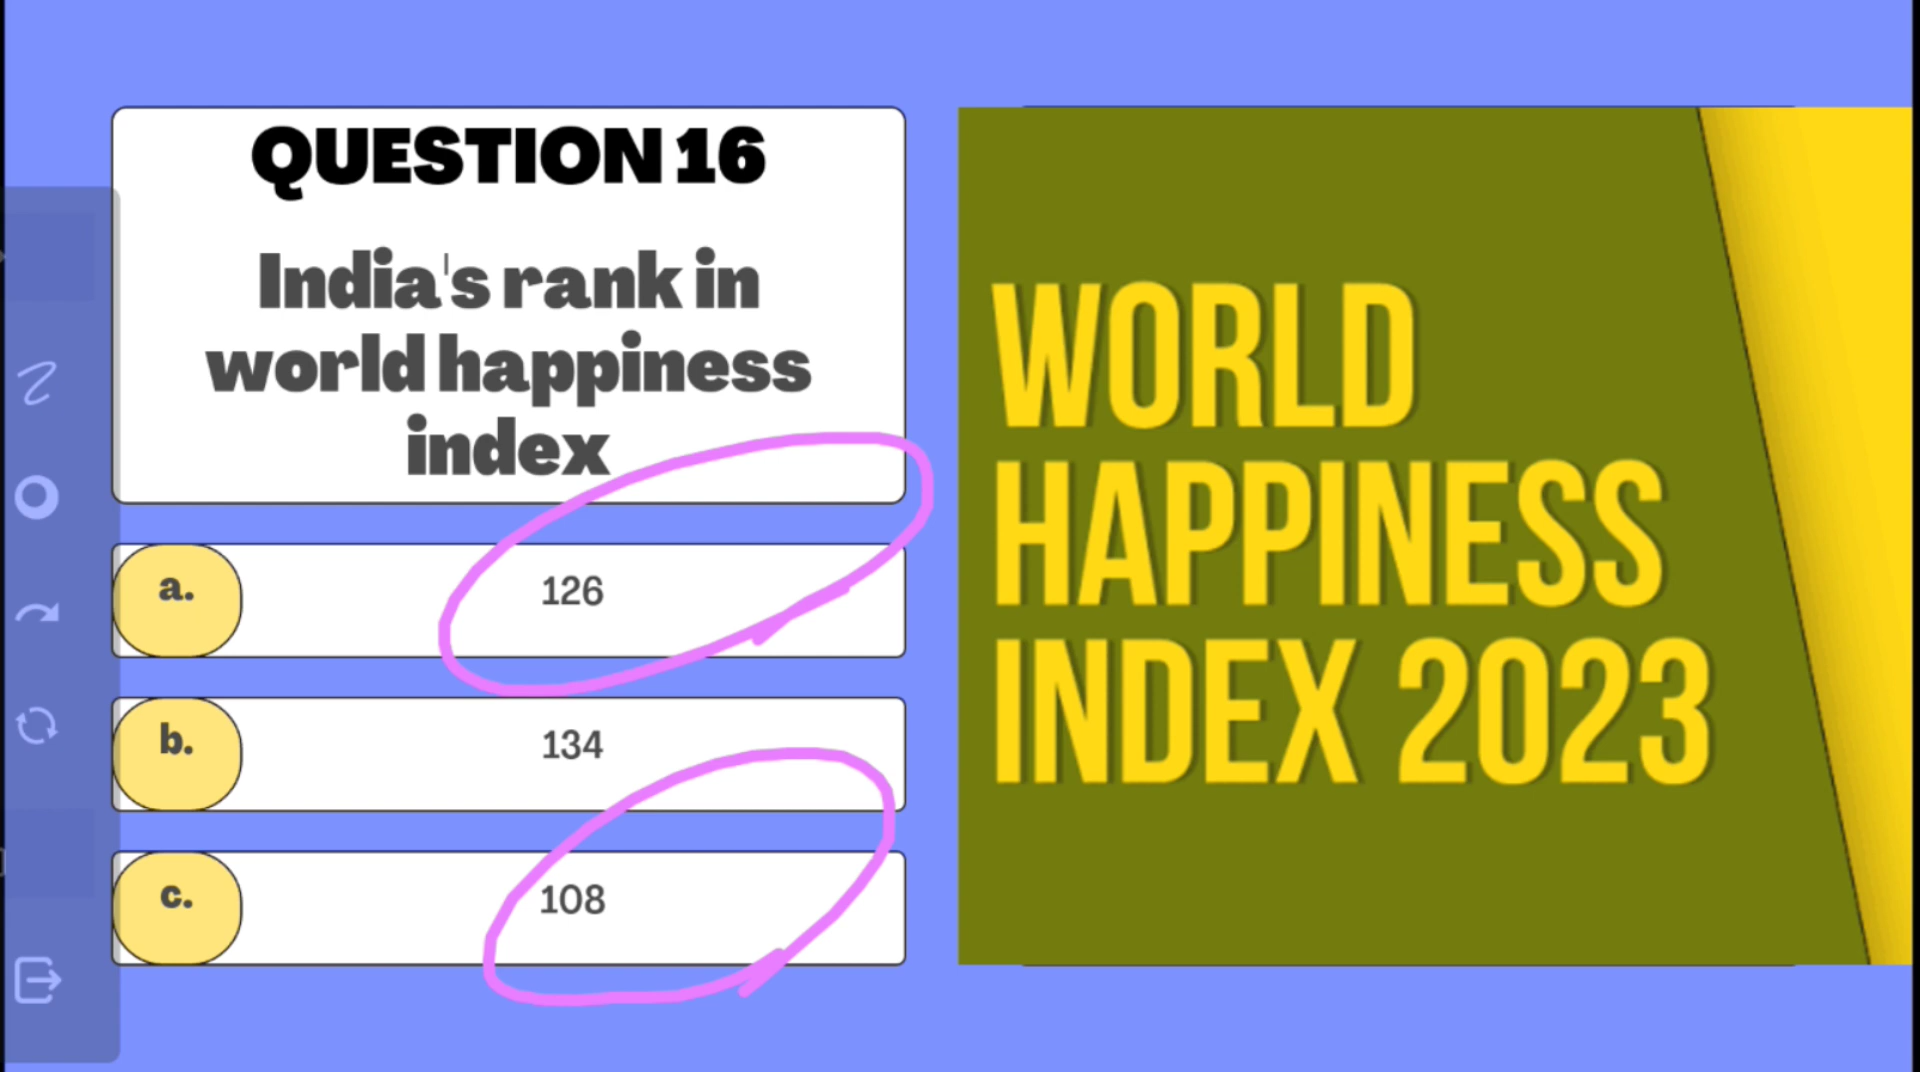 QUESTION 16
India's rank in
world happiness
index
a.
126
b.
134
c.
108
WORLD
HAPPINESS
INDEX 2023